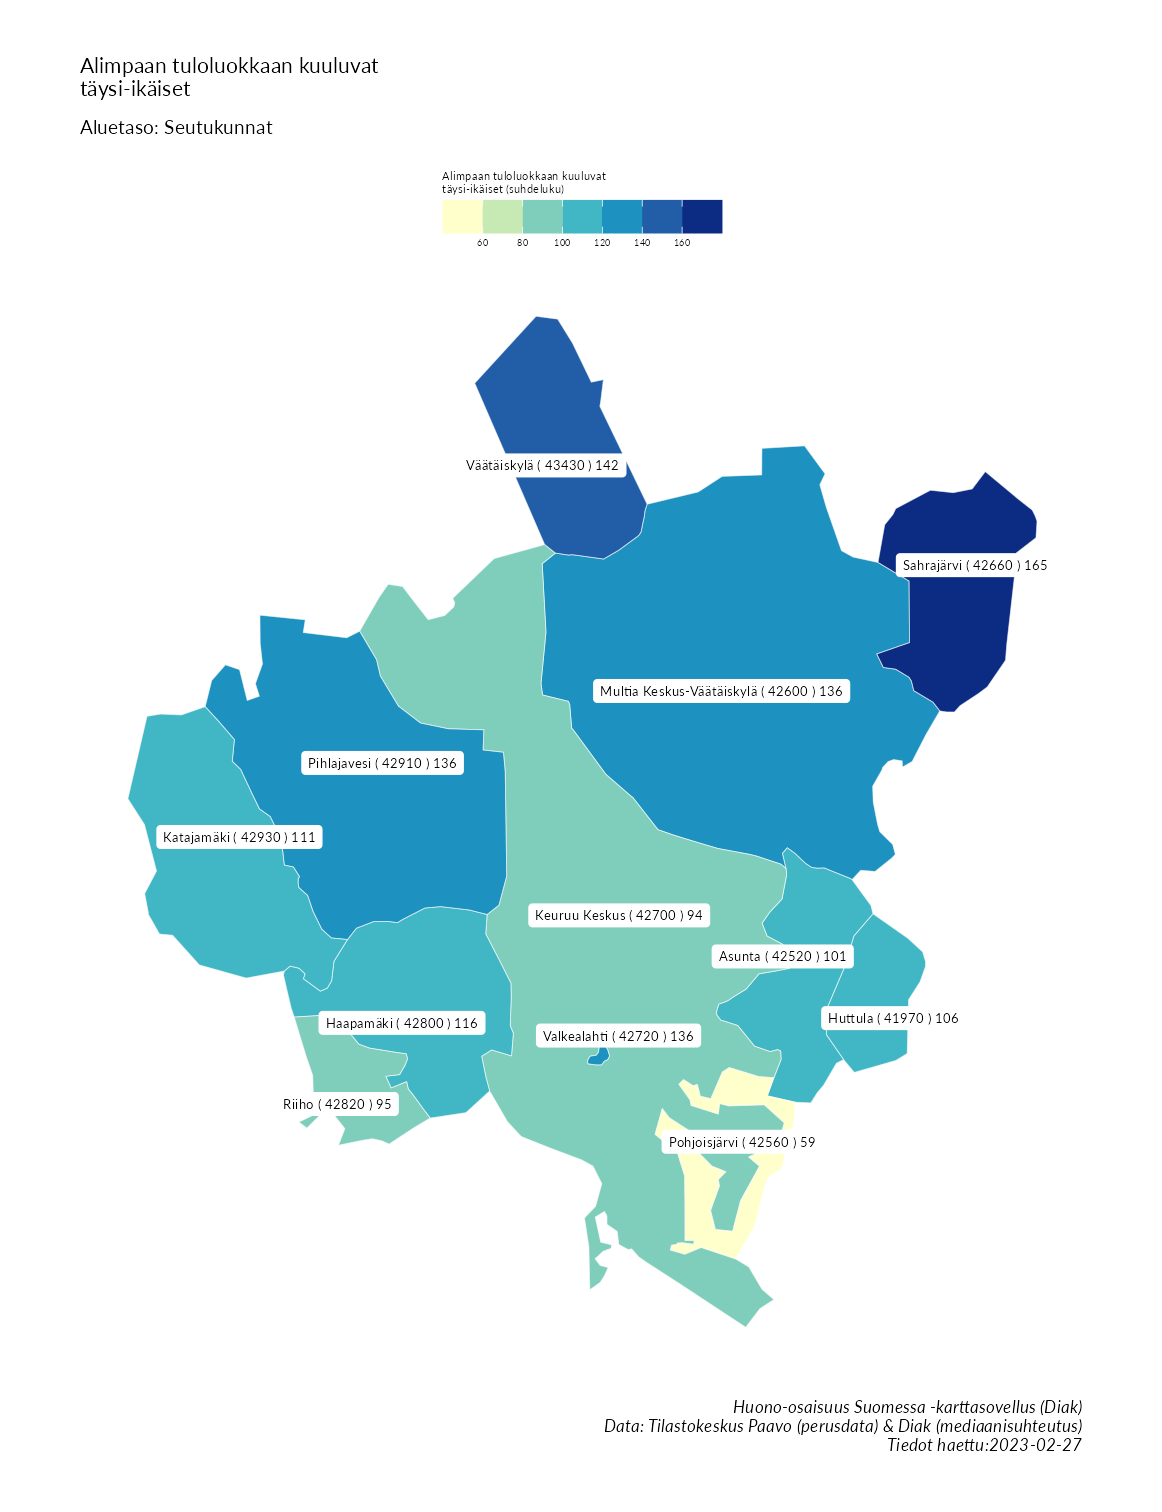 Alimpaan tuloluokkaan kuuluvat
täysi-ikäiset
Aluetaso: Seutukunnat
Alimpaan tuloluokkaan kuuluvat
täysi-ikäiset (suhdeluku)
60 80 100 120 140 160
Väätäiskylä ( 43430 ) 142
Sahrajärvi ( 42660 ) 165
Multia Keskus-Väätäiskylä ( 42600 ) 136
Pihlajavesi ( 42910 ) 136
Katajamäki ( 42930 ) 111
Keuruu Keskus ( 42700 ) 94
Asunta ( 42520 ) 101
Huttula ( 41970 ) 106
Haapamäki ( 42800 ) 116
Valkealahti ( 42720 ) 136
Riiho ( 42820 ) 95
Pohjoisjärvi ( 42560 ) 59
Huono-osaisuus Suomessa -karttasovellus (Diak)
Data: Tilastokeskus Paavo (perusdata) & Diak (mediaanisuhteutus)
Tiedot haettu:2023-02-27